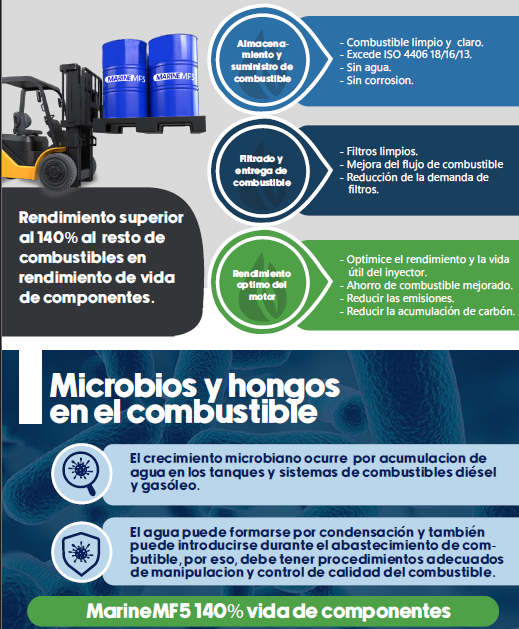 MARINE MF5
MARINE MF5
Almacena-
miento y
suministro de
combustible
- Combustible limpio y claro.
- Excede ISO 4406 18/16/13.
- Sin agua.
- Sin corrosion.
Filtrado y
entrega de
combustible
- Filtros limpios.
- Mejora del flujo de combustible
- Reducción de la demanda de
filtros.
Rendimiento superior
al 140% al resto de
combustibles en
rendimiento de vida
de componentes.
Rendimiento
optimo del
motor
- Optimice el rendimiento y la vida
útil del inyector.
- Ahorro de combustible mejorado.
- Reducir las emisiones.
- Reducir la acumulación de carbón.
Microbios y hongos
en el combustible
El crecimiento microbiano ocurre por acumulacion de
agua en los tanques y sistemas de combustibles diésel
y gasóleo.
El agua puede formarse por condensación y también
puede introducirse durante el abastecimiento de com-
butible, por eso, debe tener procedimientos adecuados
de manipulacion y control de calidad del combustible.
MarineMF5 140% vida de componentes